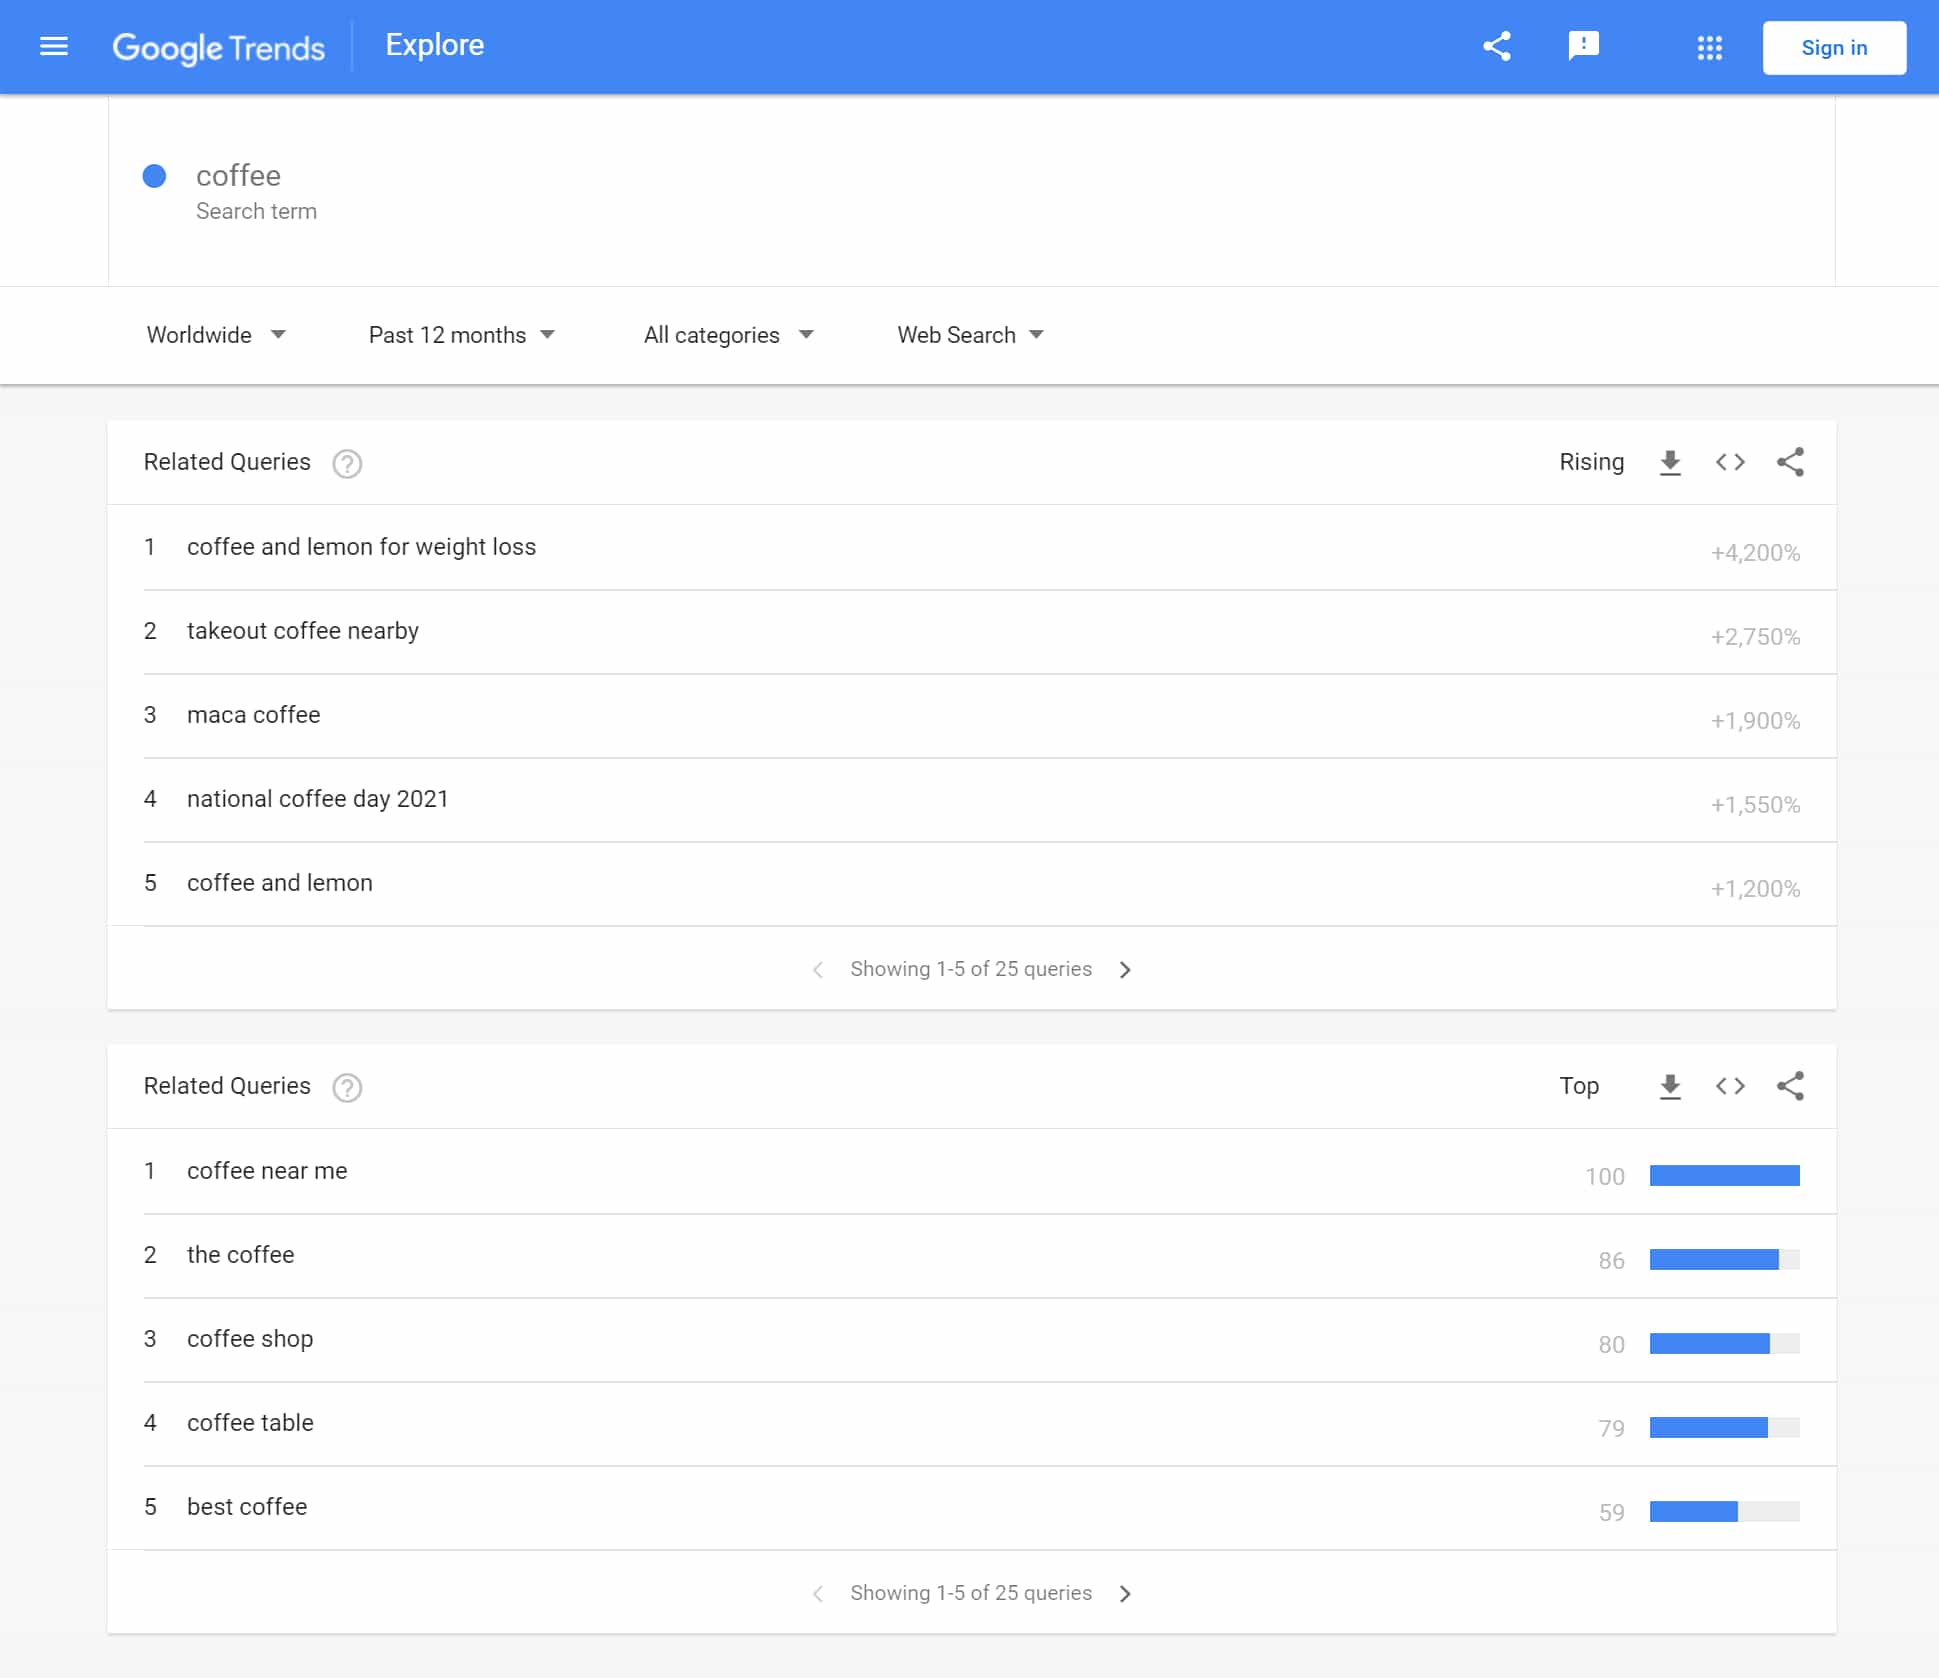 Google Trends Explore Sign in
coffee
Search term
Worldwide Past 12 months All categories Web Search
Related Queries ? Rising
1 coffee and lemon for weight loss +4,200%
2 takeout coffee nearby +2,750%
3 maca coffee +1,900%
4 national coffee day 2021 +1,550%
5 coffee and lemon +1,200%
Showing 1-5 of 25 queries
Related Queries ? Top
1 coffee near me 100
2 the coffee 86
3 coffee shop 80
4 coffee table 79
5 best coffee 59
Showing 1-5 of 25 queries